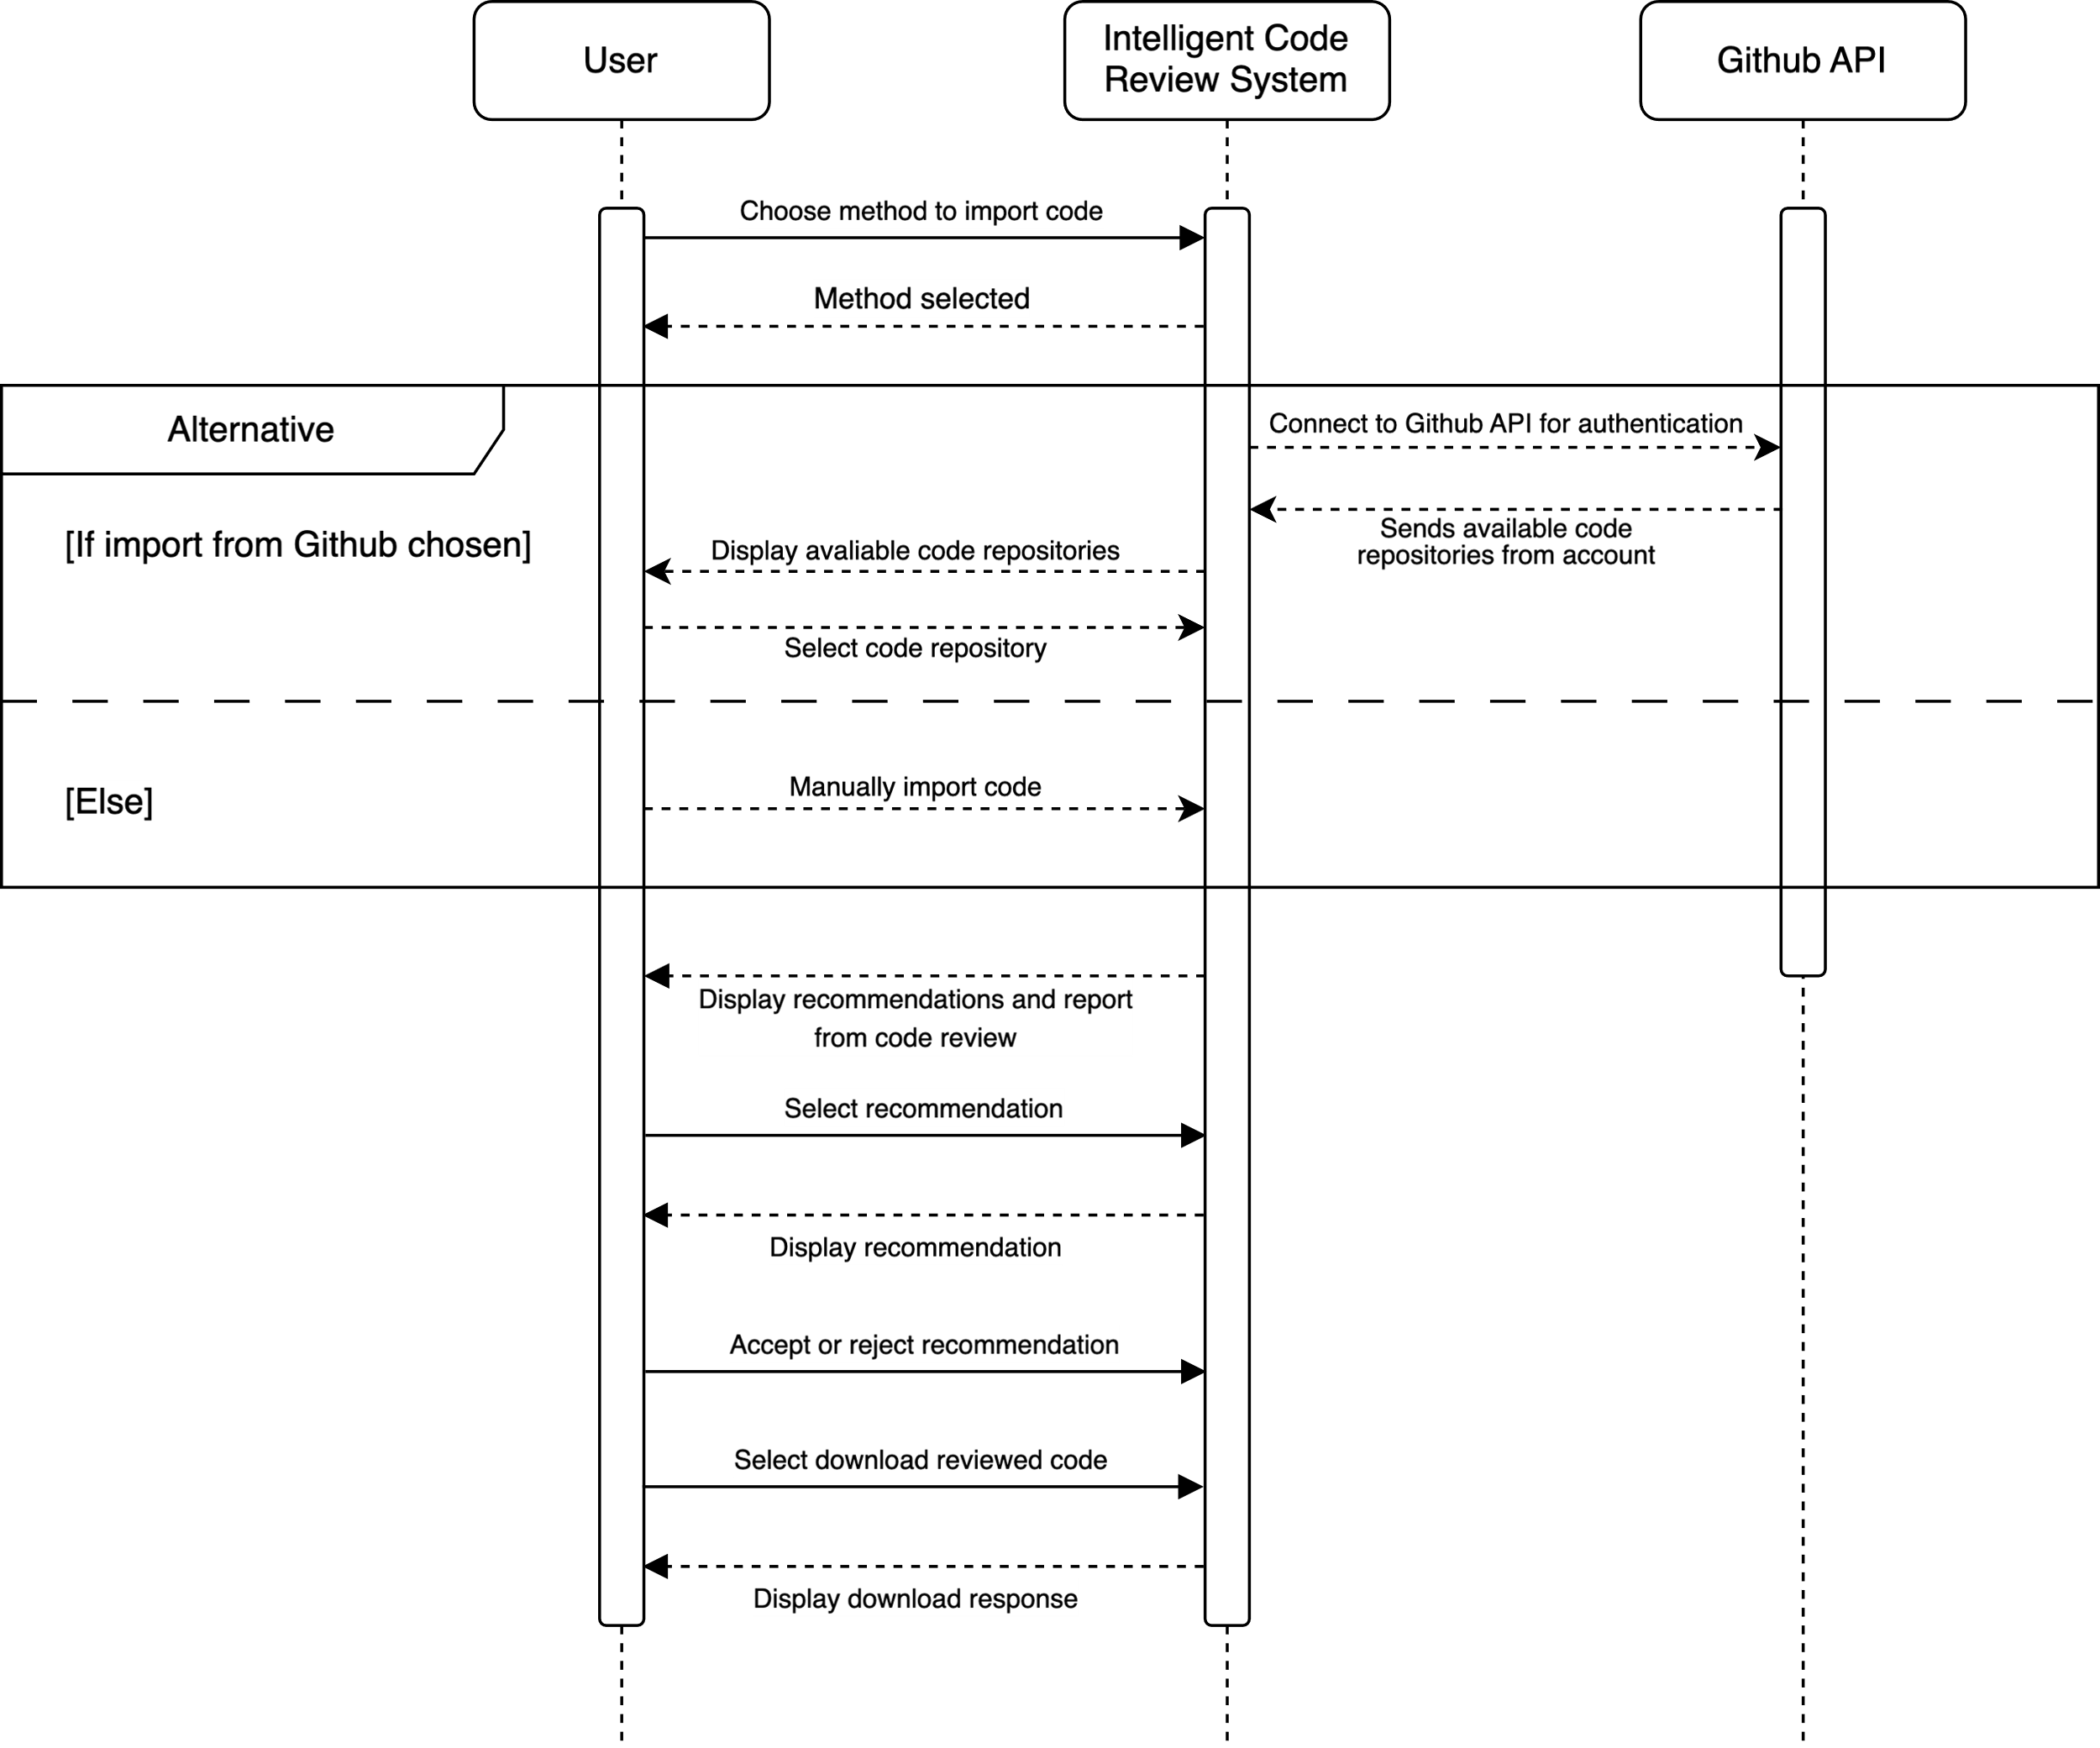 User
Intelligent Code
Review System
Github API
Choose method to import code
Method selected
Alternative
Connect to Github API for authentication
Sends available code
repositories from account
[If import from Github chosen]
Display avaliable code repositories
Select code repository
[Else]
Manually import code
Display recommendations and report
from code review
Select recommendation
Display recommendation
Accept or reject recommendation
Select download reviewed code
Display download response